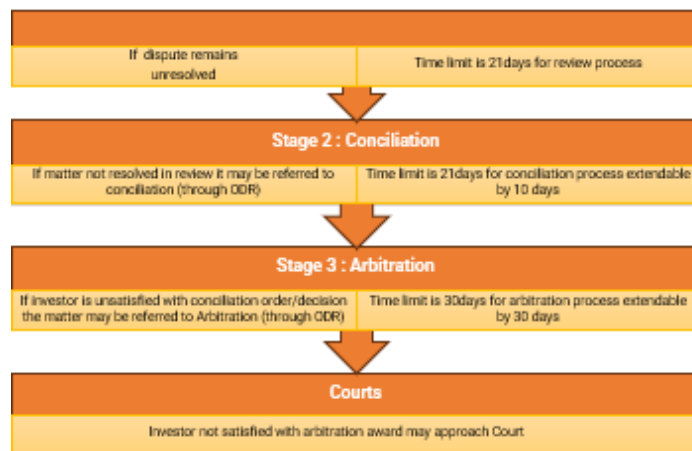 If dispute remains
unresolved
Time limit is 21days for review process
Stage 2 : Conciliation
If matter not resolved in review it may be referred to
conciliation (through ODR)
Time limit is 21days for conciliation process extendable
by 10 days
Stage 3 : Arbitration
If investor is unsatisfied with conciliation order/decision
the matter may be referred to Arbitration (through ODR)
Time limit is 30days for arbitration process extendable
by 30 days
Courts
Investor not satisfied with arbitration award may approach Court